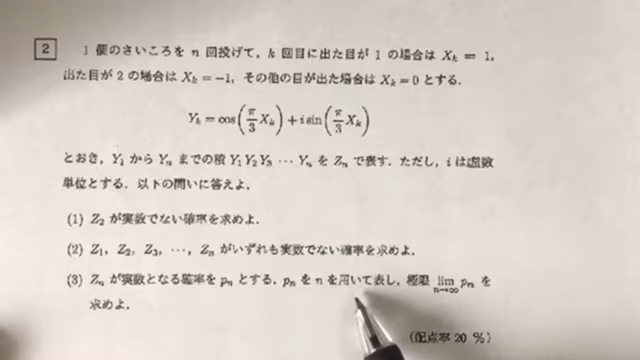 2 1個のさいころを n 回投げて, k 回目に出た目が 1 の場合は X_k = 1,
出た目が 2 の場合は X_k = −1, その他の目が出た場合は X_k = 0 とする.
Y_k = cos(π/3 X_k) + i sin(π/3 X_k)
とおき, Y_1 から Y_n までの積 Y_1 Y_2 Y_3 ⋯ Y_n を Z_n で表す. ただし, i は虚数
単位とする. 以下の問いに答えよ.
(1) Z_2 が実数でない確率を求めよ.
(2) Z_1, Z_2, Z_3, ⋯, Z_n がいずれも実数でない確率を求めよ.
(3) Z_n が実数となる確率を p_n とする. p_n を n を用いて表し, 極限 lim_{n→∞} p_n を
求めよ.
(配点率 20 %)